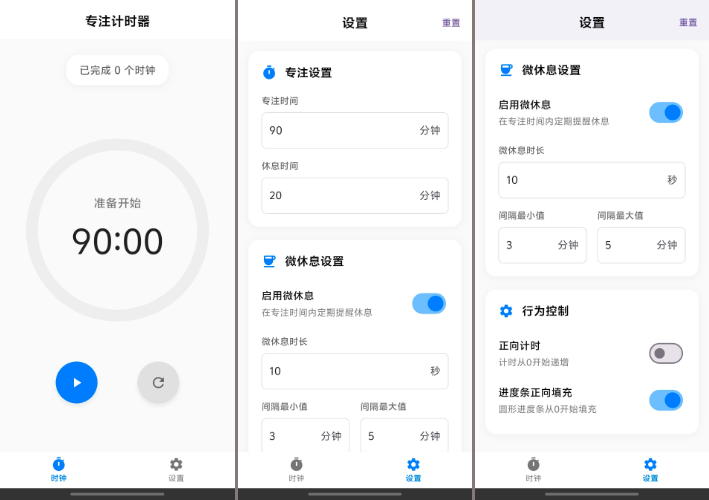 专注计时器
已完成 0 个时钟
准备开始
90:00
时钟
设置
设置
重置
专注设置
专注时间
90
分钟
休息时间
20
分钟
微休息设置
启用微休息
在专注时间内定期提醒休息
微休息时长
10
秒
间隔最小值
间隔最大值
3
分钟
5
分钟
时钟
设置
设置
重置
微休息设置
启用微休息
在专注时间内定期提醒休息
微休息时长
10
秒
间隔最小值
间隔最大值
3
分钟
5
分钟
行为控制
正向计时
计时从0开始递增
进度条正向填充
圆形进度条从0开始填充
时钟
设置